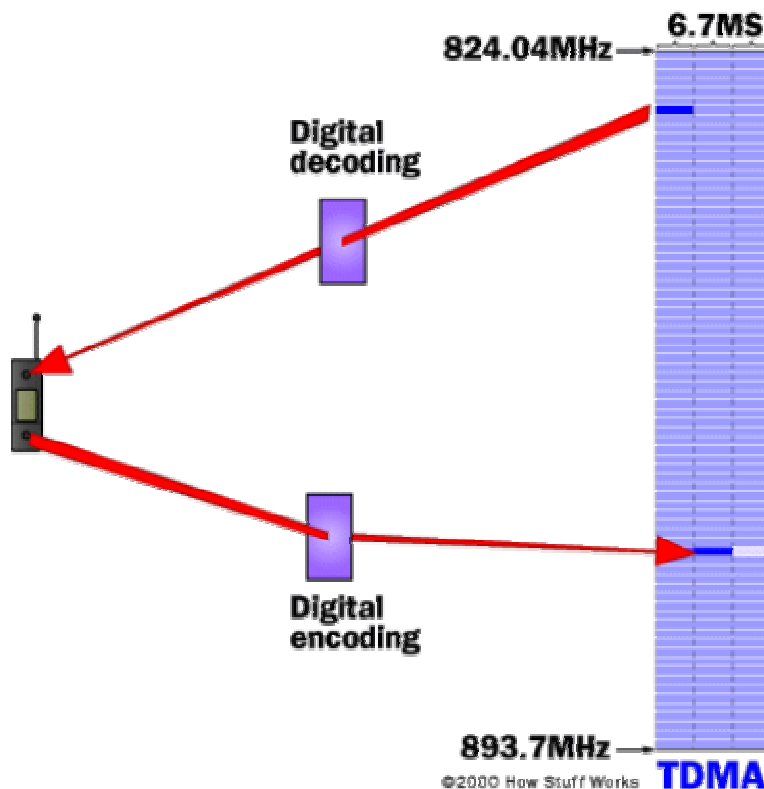 6.7MS
824.04MHz
Digital
decoding
Digital
encoding
893.7MHz
©2000 How Stuff Works
TDMA